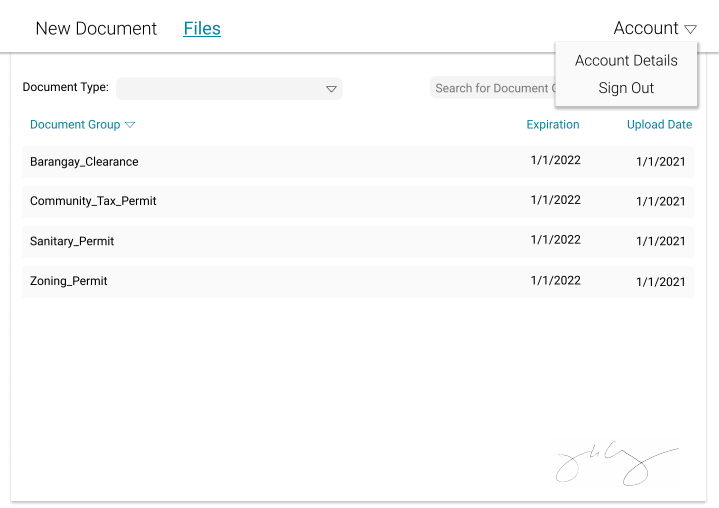 New Document Files Account
Account Details
Sign Out
Document Type: Search for Document
Document Group Expiration Upload Date
Barangay_Clearance 1/1/2022 1/1/2021
Community_Tax_Permit 1/1/2022 1/1/2021
Sanitary_Permit 1/1/2022 1/1/2021
Zoning_Permit 1/1/2022 1/1/2021